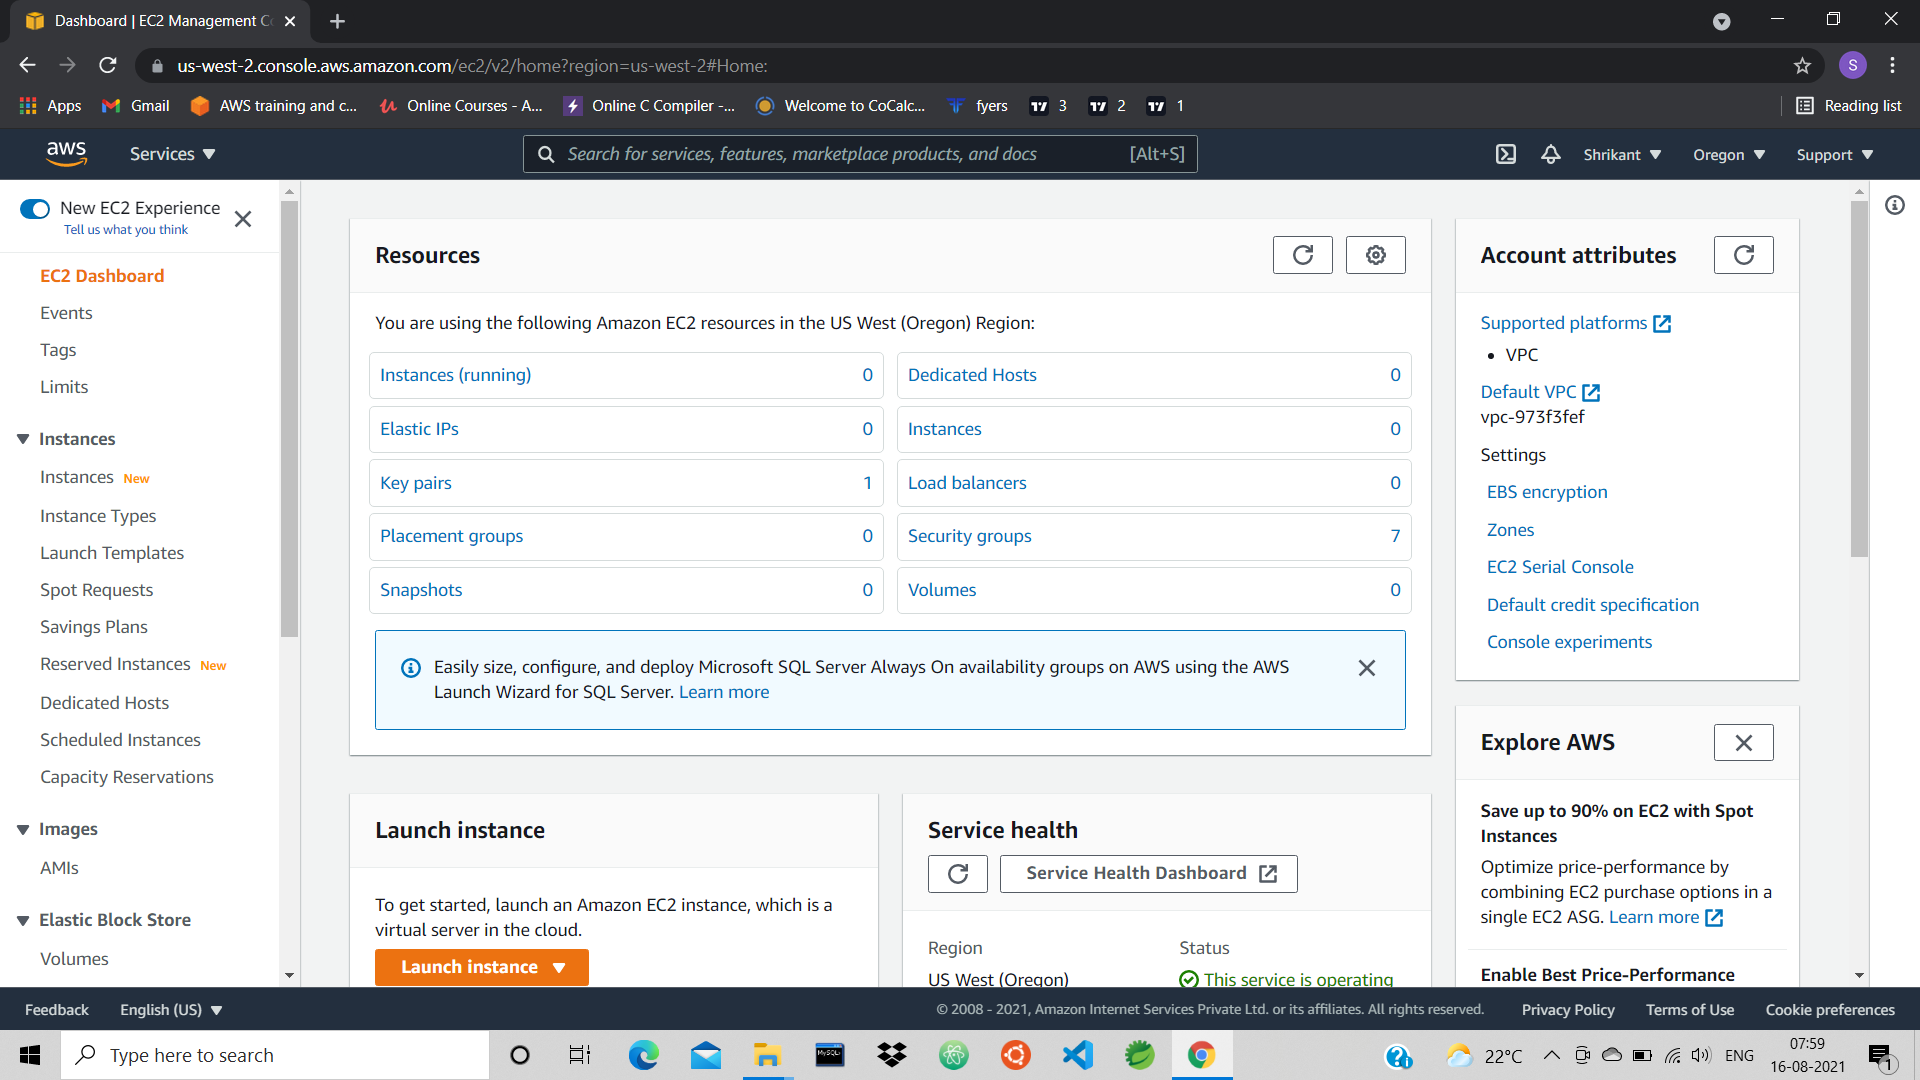 Dashboard | EC2 Management Co
us-west-2.console.aws.amazon.com/ec2/v2/home?region=us-west-2#Home:
S
Apps
Gmail
AWS training and c...
Online Courses - A...
Online C Compiler -...
Welcome to CoCalc...
fyers
3
2
1
Reading list
aws
Services
Search for services, features, marketplace products, and docs
[Alt+S]
Shrikant
Oregon
Support
New EC2 Experience
Tell us what you think
EC2 Dashboard
Events
Tags
Limits
Instances
Instances New
Instance Types
Launch Templates
Spot Requests
Savings Plans
Reserved Instances New
Dedicated Hosts
Scheduled Instances
Capacity Reservations
Images
AMIs
Elastic Block Store
Volumes
Resources
You are using the following Amazon EC2 resources in the US West (Oregon) Region:
Instances (running) 0
Dedicated Hosts 0
Elastic IPs 0
Instances 0
Key pairs 1
Load balancers 0
Placement groups 0
Security groups 7
Snapshots 0
Volumes 0
Easily size, configure, and deploy Microsoft SQL Server Always On availability groups on AWS using the AWS
Launch Wizard for SQL Server. Learn more
Launch instance
To get started, launch an Amazon EC2 instance, which is a
virtual server in the cloud.
Launch instance
Service health
Service Health Dashboard
Region
Status
US West (Oregon)
This service is operating
Account attributes
Supported platforms
• VPC
Default VPC
vpc-973f3fef
Settings
EBS encryption
Zones
EC2 Serial Console
Default credit specification
Console experiments
Explore AWS
Save up to 90% on EC2 with Spot
Instances
Optimize price-performance by
combining EC2 purchase options in a
single EC2 ASG. Learn more
Enable Best Price-Performance
Feedback
English (US)
© 2008 - 2021, Amazon Internet Services Private Ltd. or its affiliates. All rights reserved.
Privacy Policy
Terms of Use
Cookie preferences
Type here to search
22°C
ENG
07:59
16-08-2021
1